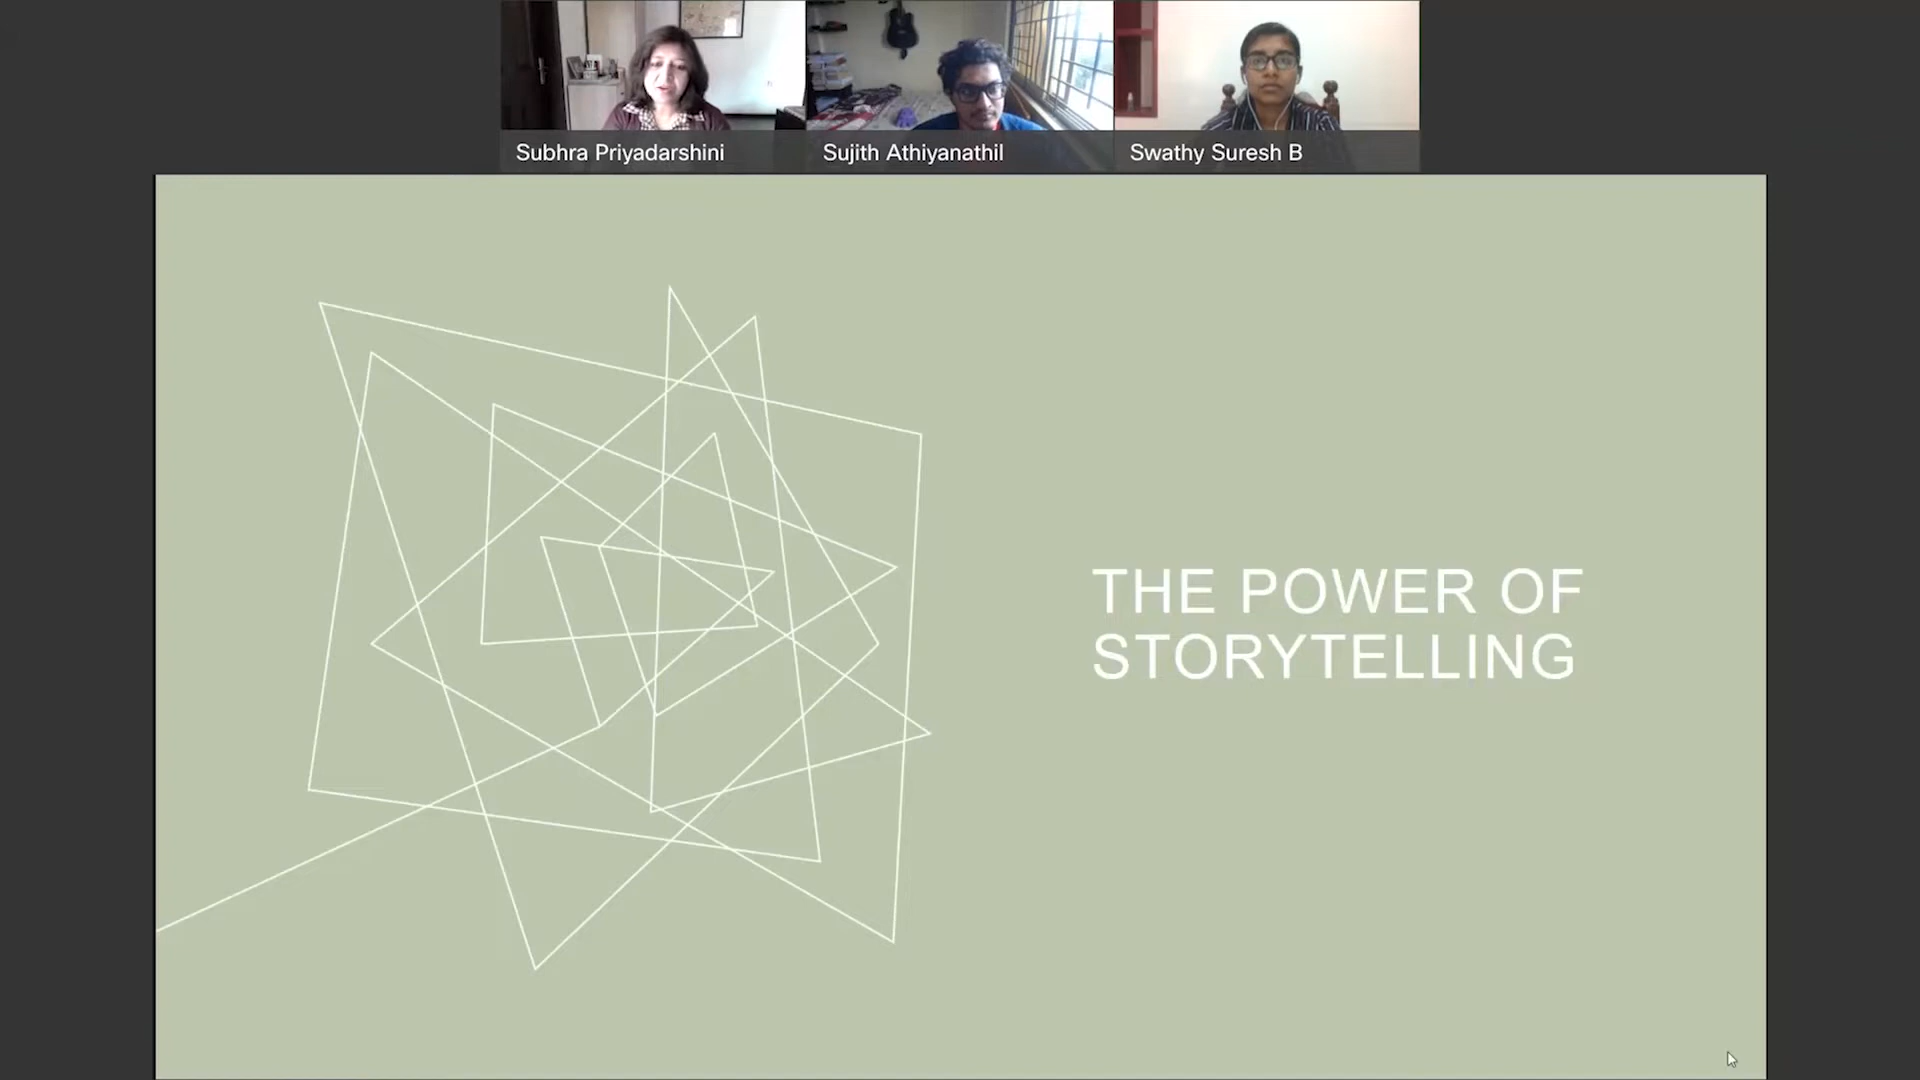 Subhra Priyadarshini
Sujith Athiyanathil
Swathy Suresh B
THE POWER OF
STORYTELLING